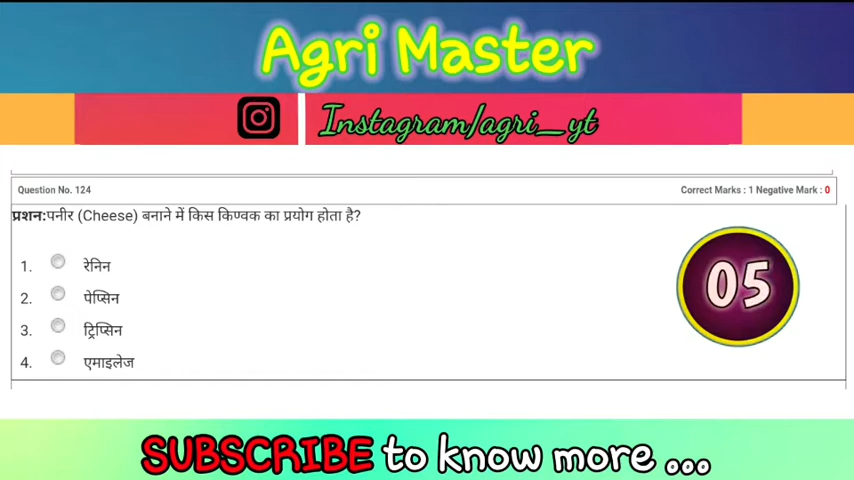 Agri Master
Instagram/agri_yt
Question No. 124 Correct Marks : 1 Negative Mark : 0
प्रशन:पनीर (Cheese) बनाने में किस किण्वक का प्रयोग होता है?
1. रेनिन
2. पेप्सिन
3. ट्रिप्सिन
4. एमाइलेज
05
SUBSCRIBE to know more ...